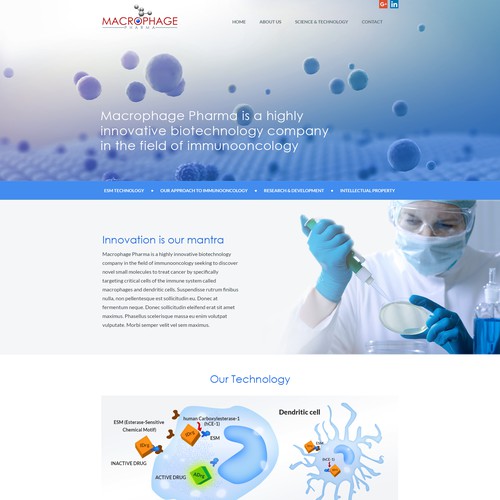 MACROPHAGE
PHARMA
HOME ABOUT US SCIENCE & TECHNOLOGY CONTACT
G+ in
Macrophage Pharma is a highly
innovative biotechnology company
in the field of immunooncology
ESM TECHNOLOGY • OUR APPROACH TO IMMUNOONCOLOGY • RESEARCH & DEVELOPMENT • INTELLECTUAL PROPERTY
Innovation is our mantra
Macrophage Pharma is a highly innovative biotechnology
company in the field of immunooncology seeking to discover
novel small molecules to treat cancer by specifically
targeting critical cells of the immune system called
macrophages and dendritic cells. Suspendisse rutrum finibus
nulla, non pellentesque est sollicitudin eu. Donec at
fermentum neque. Donec sollicitudin eleifend erat sit amet
maximus. Phasellus scelerisque massa eu enim volutpat
vulputate. Morbi semper velit vel sem maximus.
Our Technology
human Carboxylesterase-1
(hCE-1)
ESM (Esterase-Sensitive
Chemical Motif)
IDrg
IDrg
ESM
INACTIVE DRUG
ACTIVE DRUG
ADrg
Dendritic cell
ESM
IDrg
(hCE-1)
IDrg